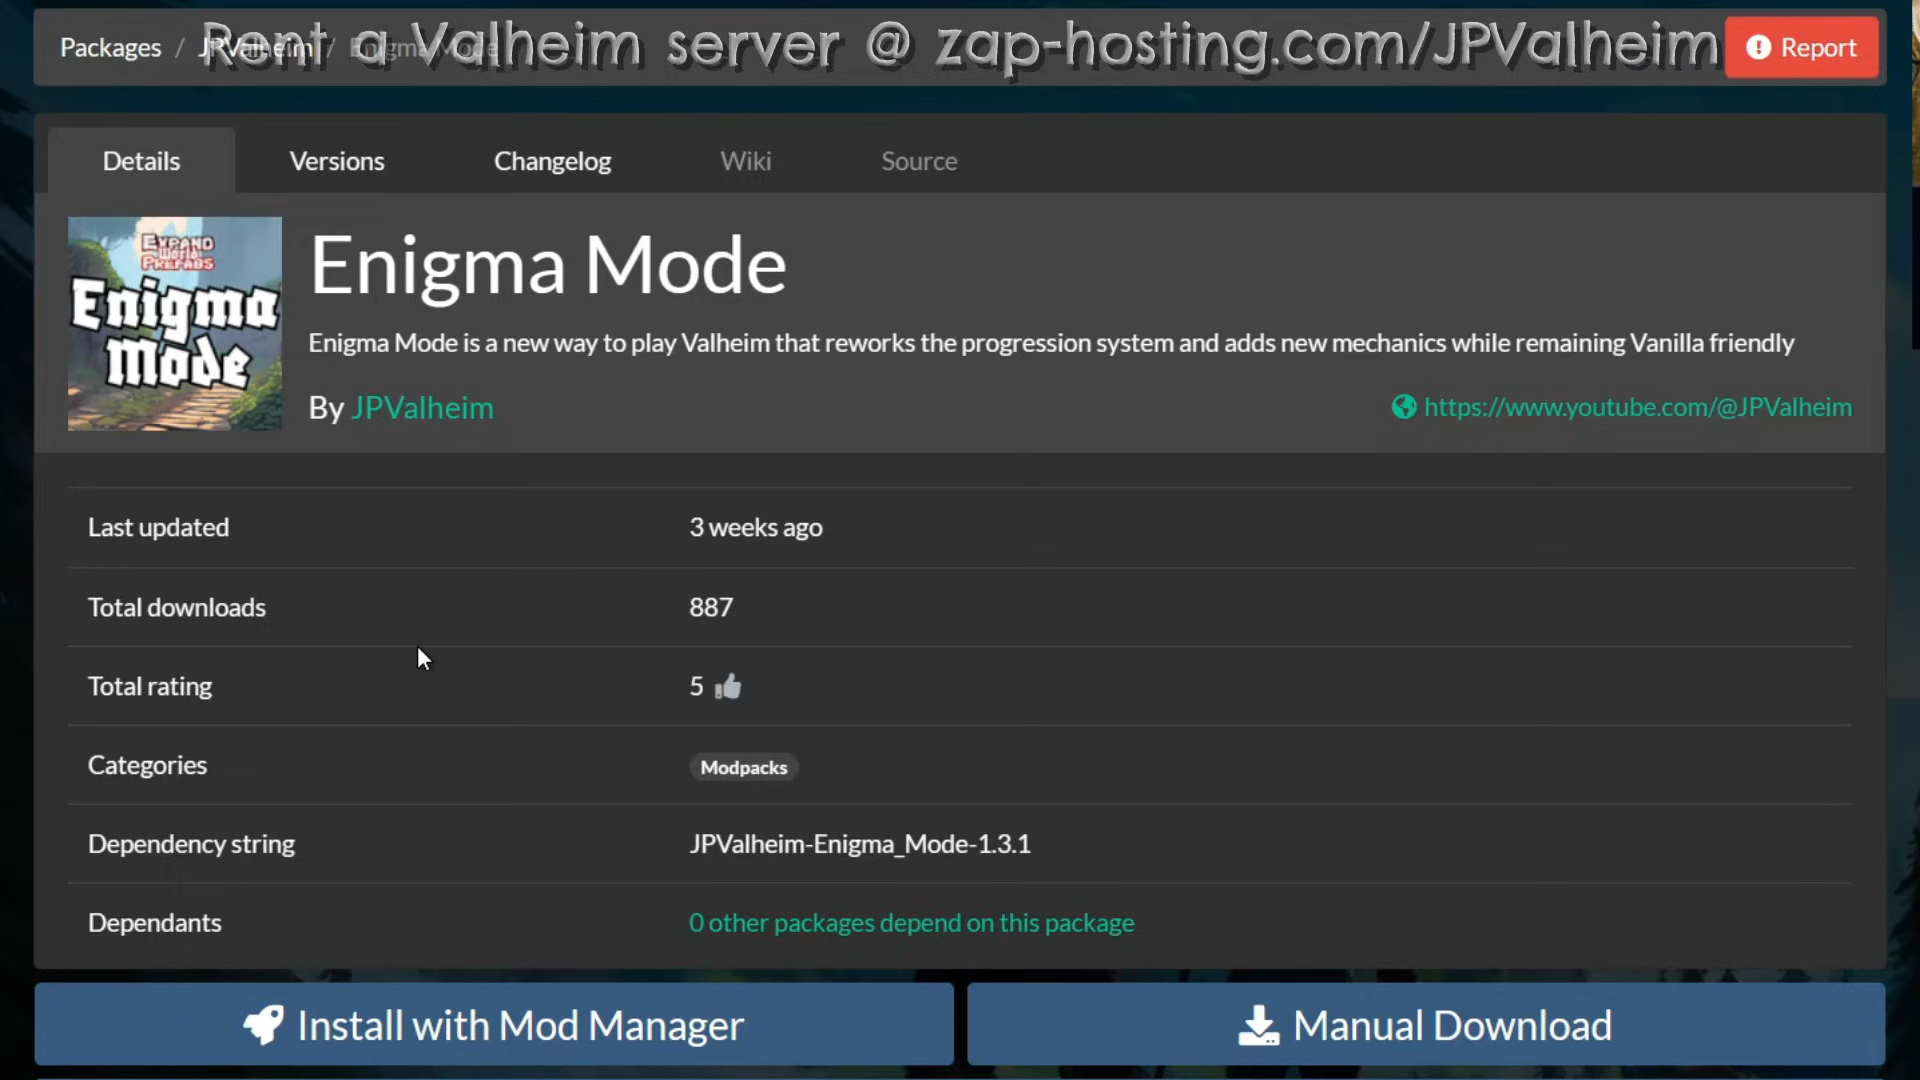 Rent a Valheim server @ zap-hosting.com/JPValheim
Packages / JPValheim / Enigma Mode
Report
Details Versions Changelog Wiki Source
EXPAND
WORLD
PREFABS
Enigma
Mode
Enigma Mode
Enigma Mode is a new way to play Valheim that reworks the progression system and adds new mechanics while remaining Vanilla friendly
By JPValheim
https://www.youtube.com/@JPValheim
Last updated 3 weeks ago
Total downloads 887
Total rating 5
Categories Modpacks
Dependency string JPValheim-Enigma_Mode-1.3.1
Dependants 0 other packages depend on this package
Install with Mod Manager
Manual Download